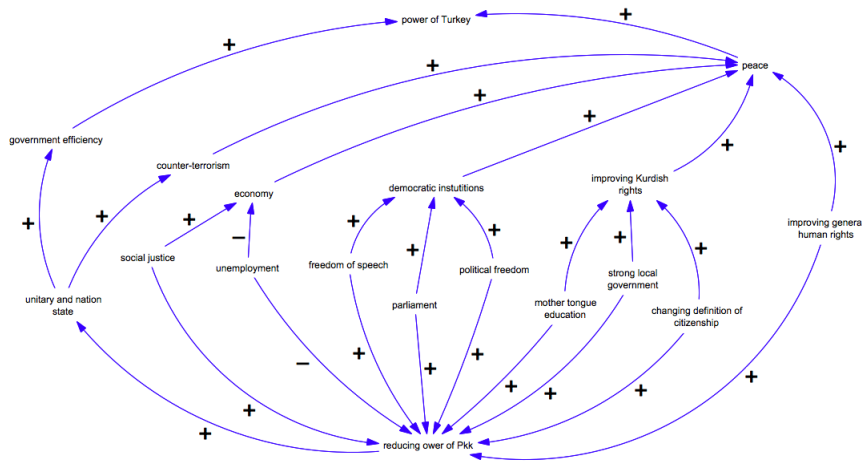 power of Turkey
peace
government efficiency
counter-terrorism
economy
democratic instutitions
improving Kurdish
rights
improving genera
human rights
social justice
unemployment
freedom of speech
political freedom
strong local
government
unitary and nation
state
parliament
mother tongue
education
changing definition of
citizenship
reducing ower of Pkk